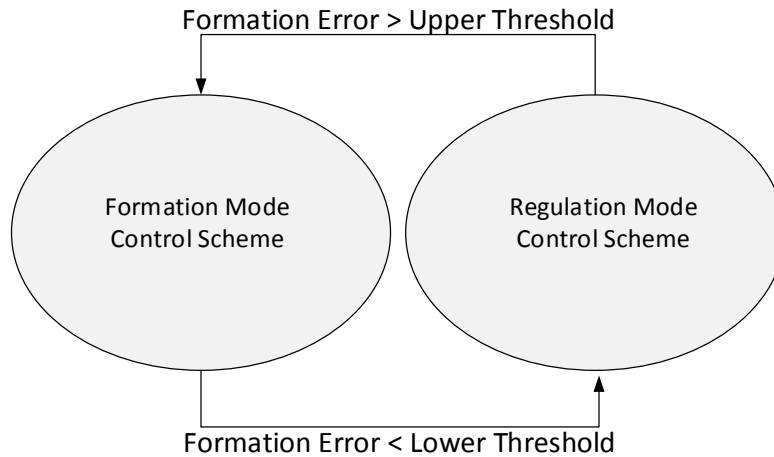 Formation Error > Upper Threshold
Formation Mode
Control Scheme
Regulation Mode
Control Scheme
Formation Error < Lower Threshold